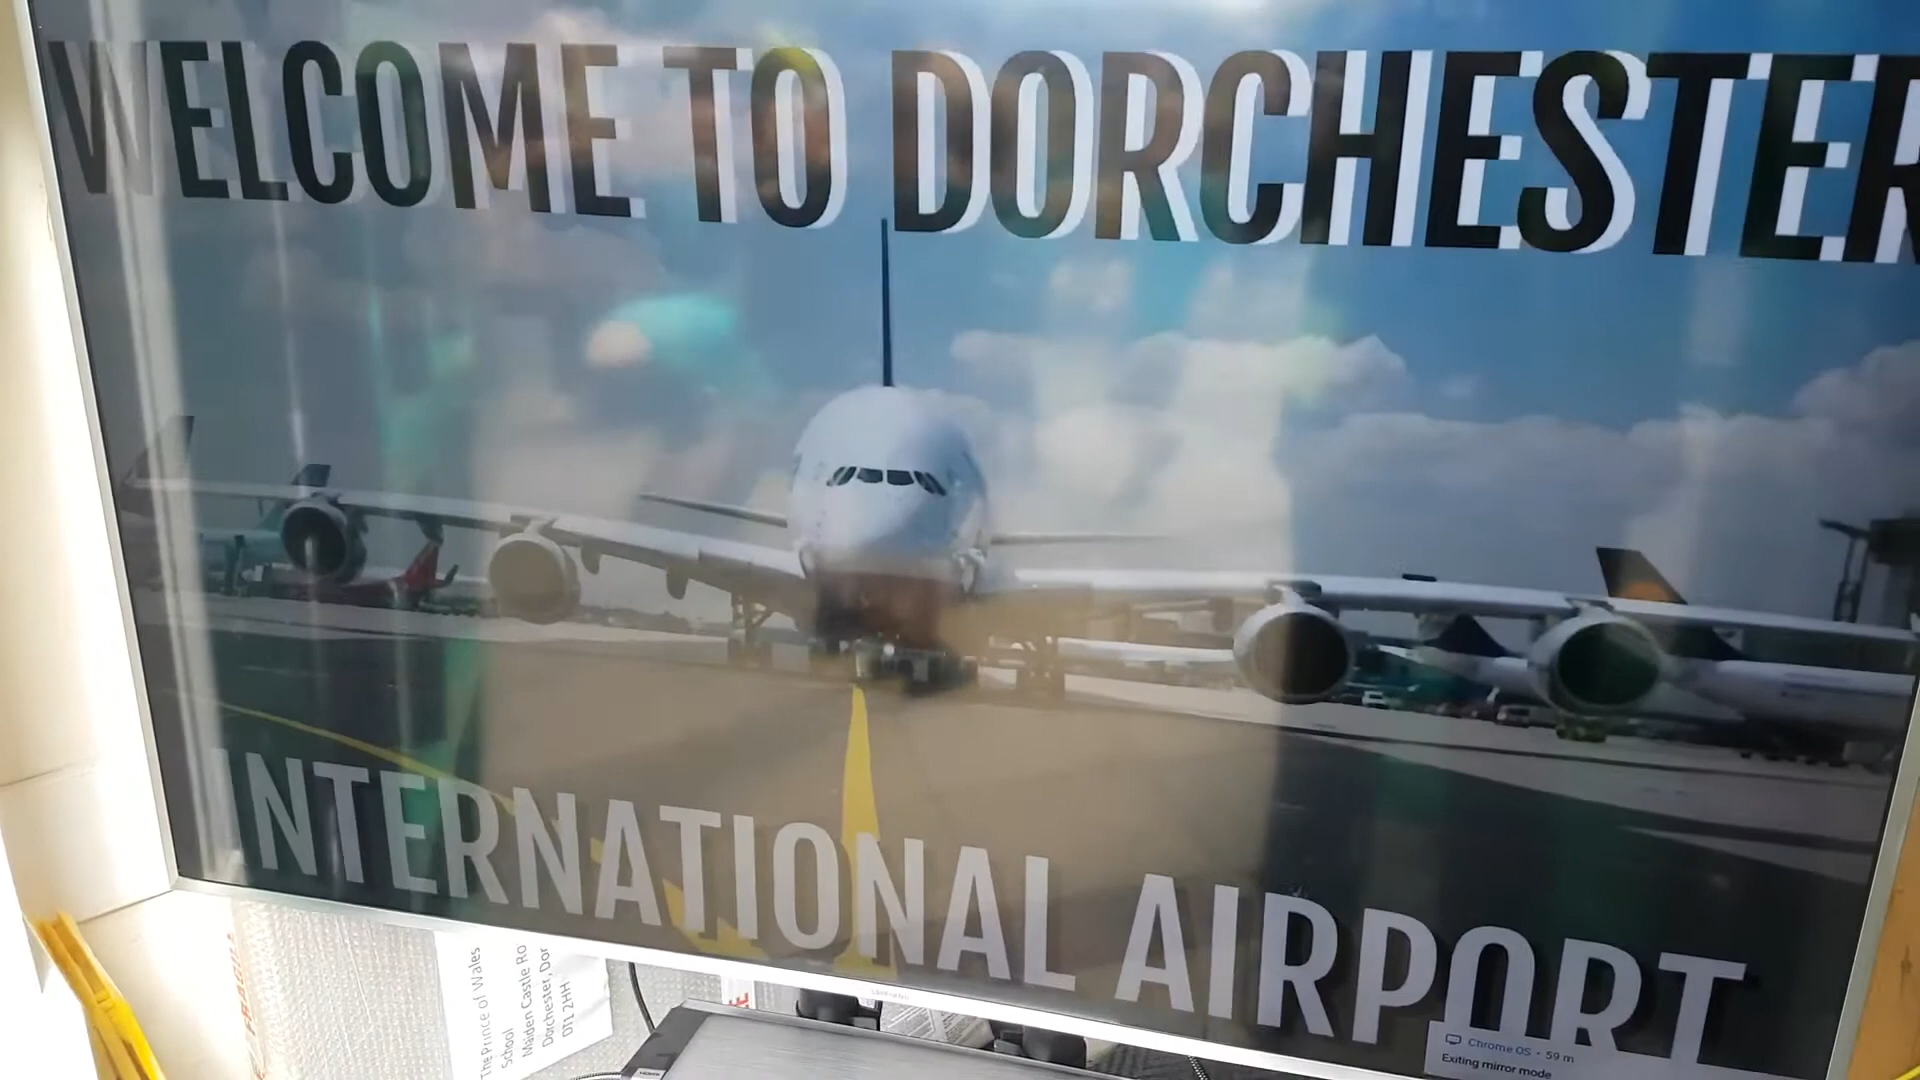 WELCOME TO DORCHESTER
INTERNATIONAL AIRPORT
Chrome OS • 59 m
Exiting mirror mode
The Prince of Wales
School
Maiden Castle Ro
Dorchester, Dor
DT1 2HH